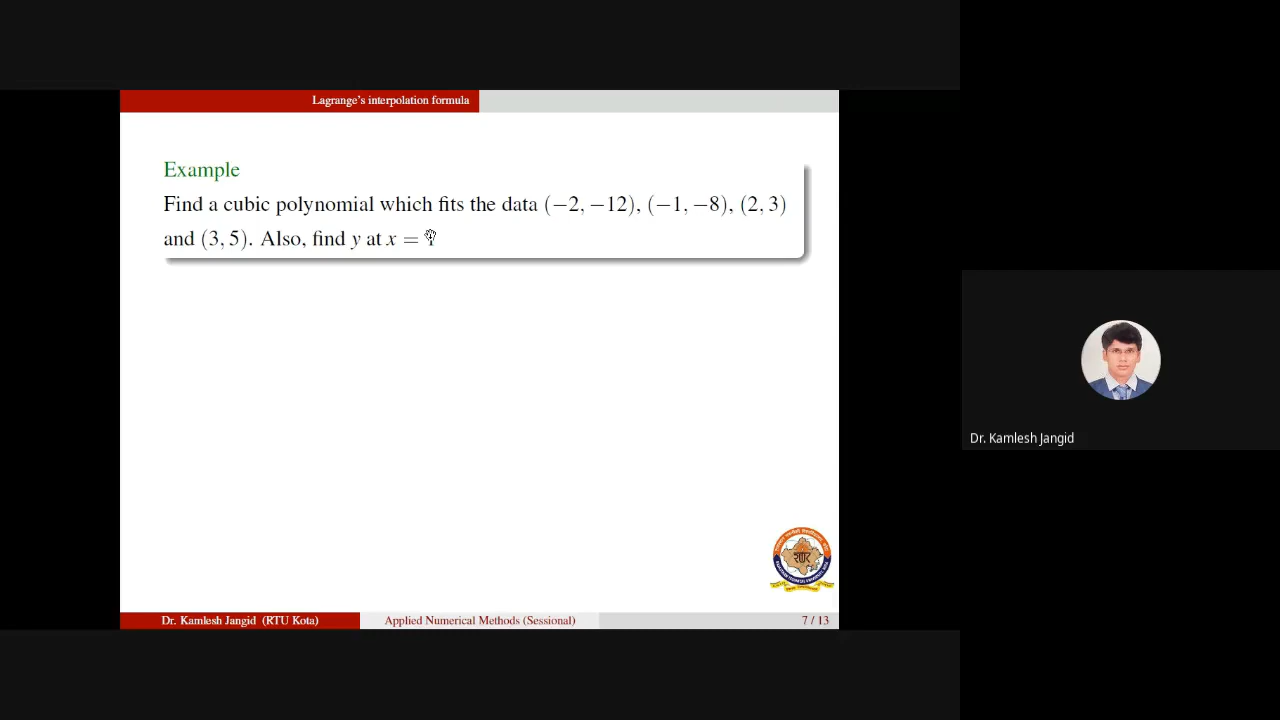 Lagrange's interpolation formula
Example
Find a cubic polynomial which fits the data (−2, −12), (−1, −8), (2, 3)
and (3, 5). Also, find y at x =
Dr. Kamlesh Jangid
Dr. Kamlesh Jangid (RTU Kota)
Applied Numerical Methods (Sessional)
7 / 13